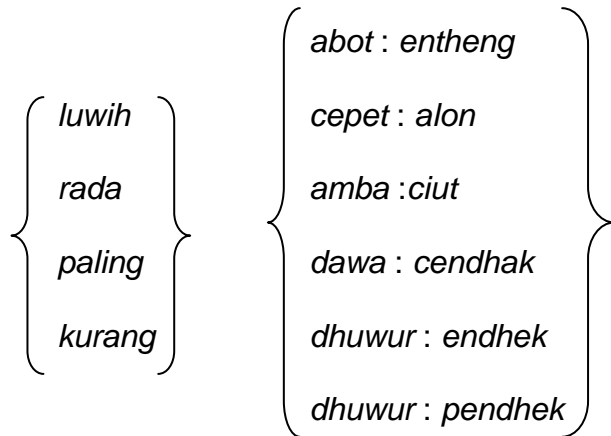 luwih
rada
paling
kurang
abot : entheng
cepet : alon
amba :ciut
dawa : cendhak
dhuwur : endhek
dhuwur : pendhek